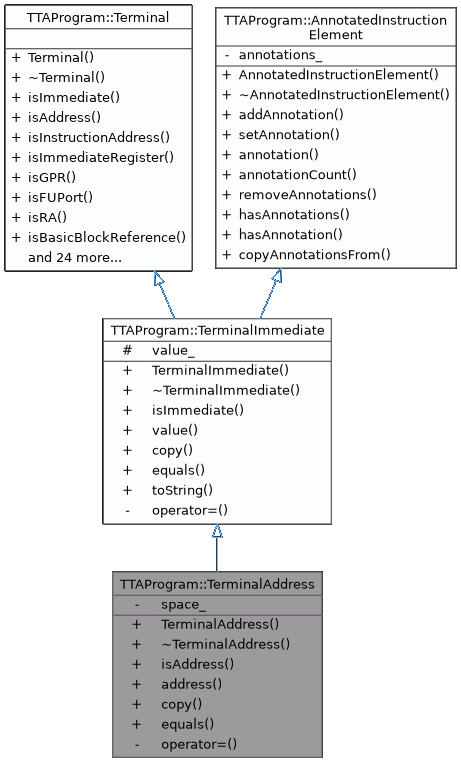 TTAProgram::Terminal
+ Terminal()
+ ~Terminal()
+ isImmediate()
+ isAddress()
+ isInstructionAddress()
+ isImmediateRegister()
+ isGPR()
+ isFUPort()
+ isRA()
+ isBasicBlockReference()
and 24 more...
TTAProgram::AnnotatedInstruction
Element
- annotations_
+ AnnotatedInstructionElement()
+ ~AnnotatedInstructionElement()
+ addAnnotation()
+ setAnnotation()
+ annotation()
+ annotationCount()
+ removeAnnotations()
+ hasAnnotations()
+ hasAnnotation()
+ copyAnnotationsFrom()
TTAProgram::TerminalImmediate
# value_
+ TerminalImmediate()
+ ~TerminalImmediate()
+ isImmediate()
+ value()
+ copy()
+ equals()
+ toString()
- operator=()
TTAProgram::TerminalAddress
- space_
+ TerminalAddress()
+ ~TerminalAddress()
+ isAddress()
+ address()
+ copy()
+ equals()
- operator=()